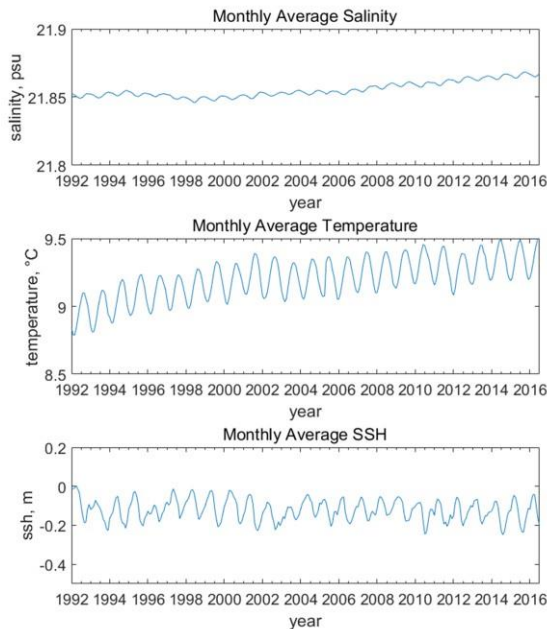 Monthly Average Salinity
21.9
21.85
21.8
salinity, psu
1992 1994 1996 1998 2000 2002 2004 2006 2008 2010 2012 2014 2016
year
Monthly Average Temperature
9.5
9
8.5
temperature, °C
1992 1994 1996 1998 2000 2002 2004 2006 2008 2010 2012 2014 2016
year
Monthly Average SSH
0.2
0
-0.2
-0.4
ssh, m
1992 1994 1996 1998 2000 2002 2004 2006 2008 2010 2012 2014 2016
year